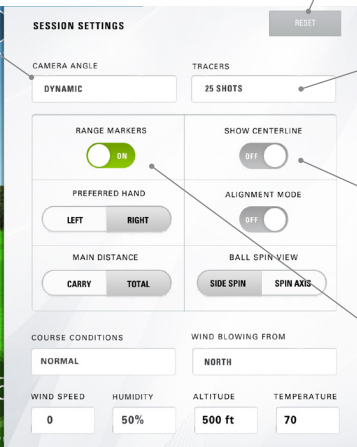 SESSION SETTINGS
RESET
CAMERA ANGLE
TRACERS
DYNAMIC
25 SHOTS
RANGE MARKERS
SHOW CENTERLINE
ON
OFF
PREFERRED HAND
ALIGNMENT MODE
LEFT RIGHT
OFF
MAIN DISTANCE
BALL SPIN VIEW
CARRY TOTAL
SIDE SPIN SPIN AXIS
COURSE CONDITIONS
WIND BLOWING FROM
NORMAL
NORTH
WIND SPEED HUMIDITY ALTITUDE TEMPERATURE
0 50% 500 ft 70